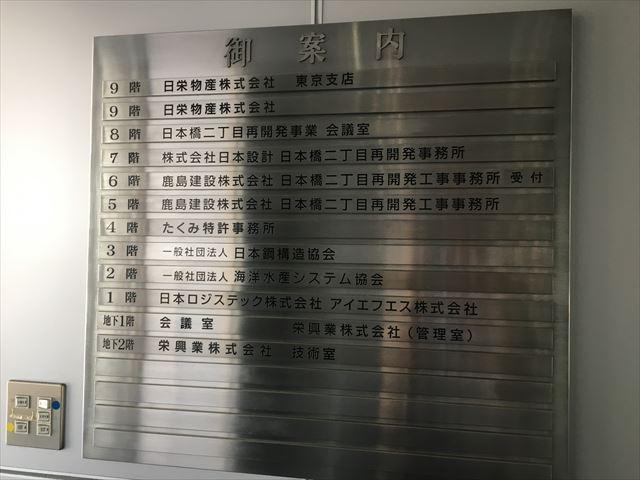 御案内
9階 日栄物産株式会社 東京支店
9階 日栄物産株式会社
8階 日本橋二丁目再開発事業 会議室
7階 株式会社日本設計 日本橋二丁目再開発事務所
6階 鹿島建設株式会社 日本橋二丁目再開発工事事務所 受付
5階 鹿島建設株式会社 日本橋二丁目再開発工事事務所
4階 たくみ特許事務所
3階 一般社団法人 日本鋼構造協会
2階 一般社団法人 海洋水産システム協会
1階 日本ロジステック株式会社 アイエフエス株式会社
地下1階 会議室 栄興業株式会社(管理室)
地下2階 栄興業株式会社 技術室